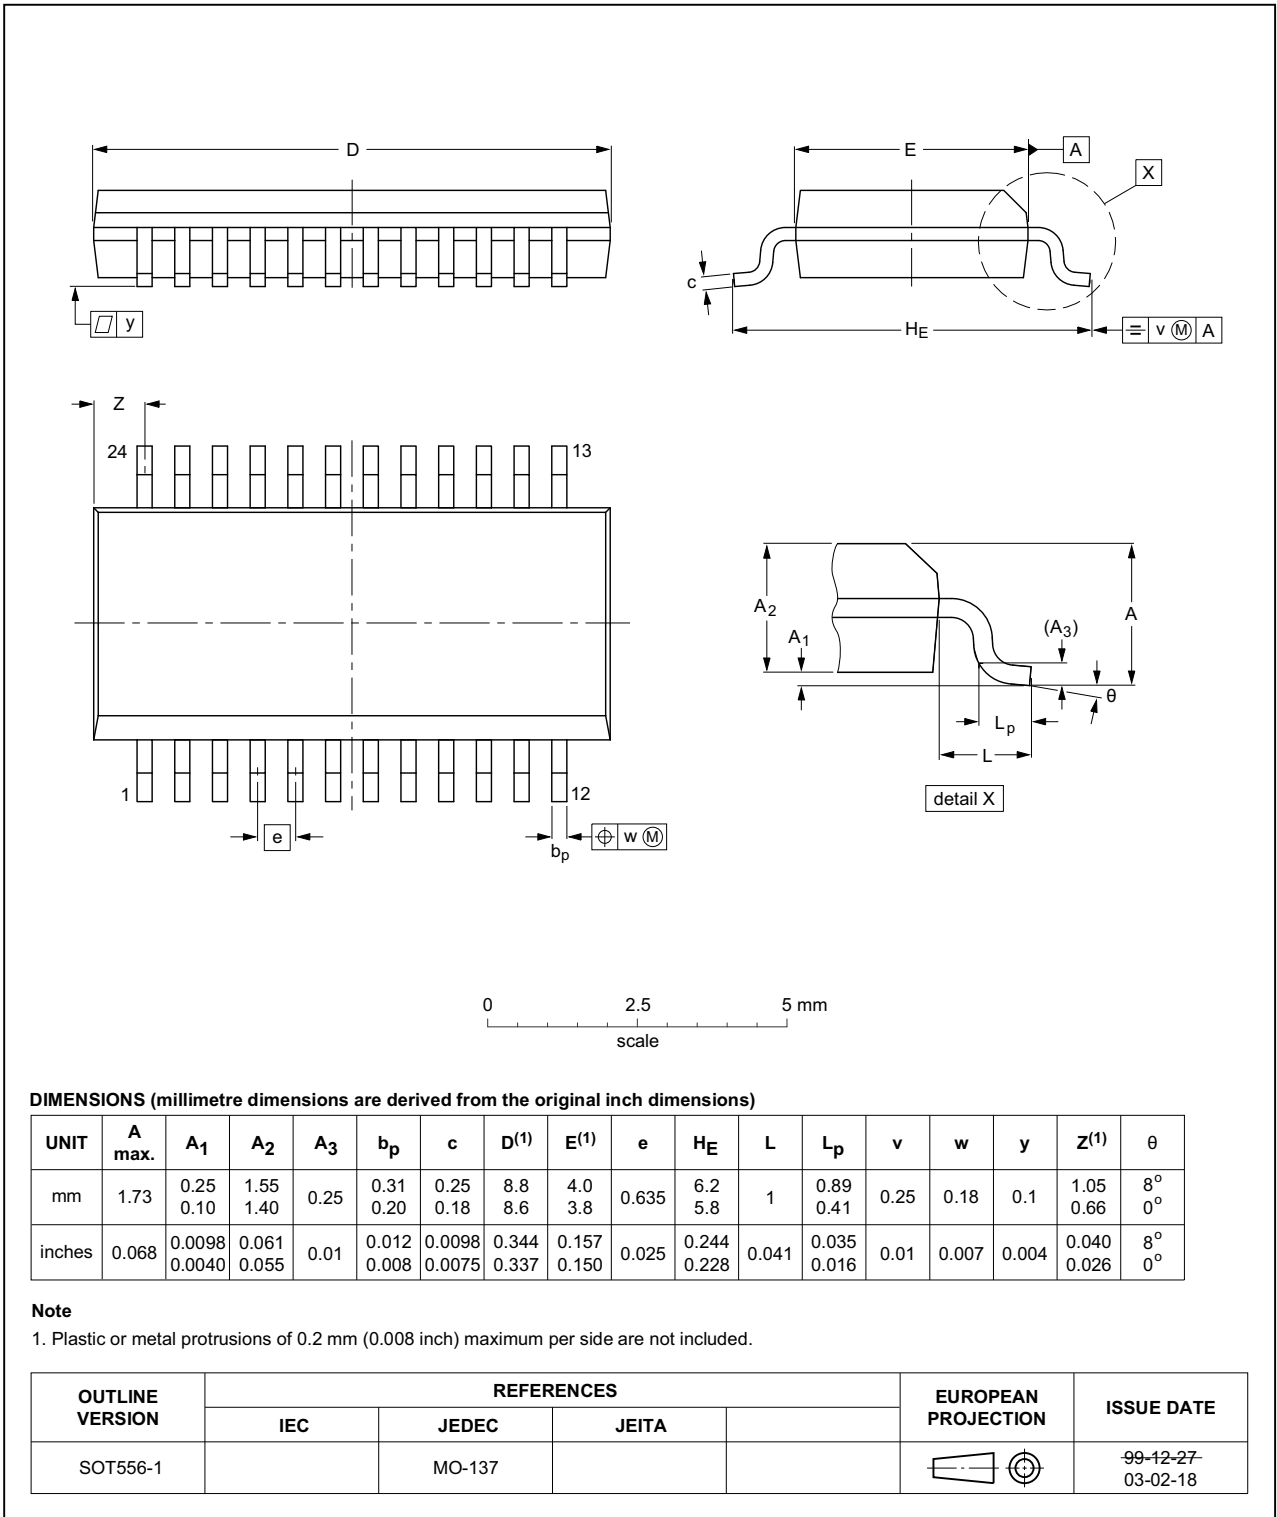 D
E
A
X
y
c
HE
v Ⓜ A
Z
24
13
1
12
e
bp
w Ⓜ
A2
A1
(A3)
A
θ
Lp
L
detail X
0 2.5 5 mm
scale
DIMENSIONS (millimetre dimensions are derived from the original inch dimensions)
UNIT A max. A1 A2 A3 bp c D(1) E(1) e HE L Lp v w y Z(1) θ
mm 1.73 0.25 0.10 1.55 1.40 0.25 0.31 0.20 0.25 0.18 8.8 8.6 4.0 3.8 0.635 6.2 5.8 1 0.89 0.41 0.25 0.18 0.1 1.05 0.66 8° 0°
inches 0.068 0.0098 0.0040 0.061 0.055 0.01 0.012 0.008 0.0098 0.0075 0.344 0.337 0.157 0.150 0.025 0.244 0.228 0.041 0.035 0.016 0.01 0.007 0.004 0.040 0.026 8° 0°
Note
1. Plastic or metal protrusions of 0.2 mm (0.008 inch) maximum per side are not included.
OUTLINE VERSION REFERENCES EUROPEAN PROJECTION ISSUE DATE
IEC JEDEC JEITA
SOT556-1 MO-137 99-12-27
03-02-18